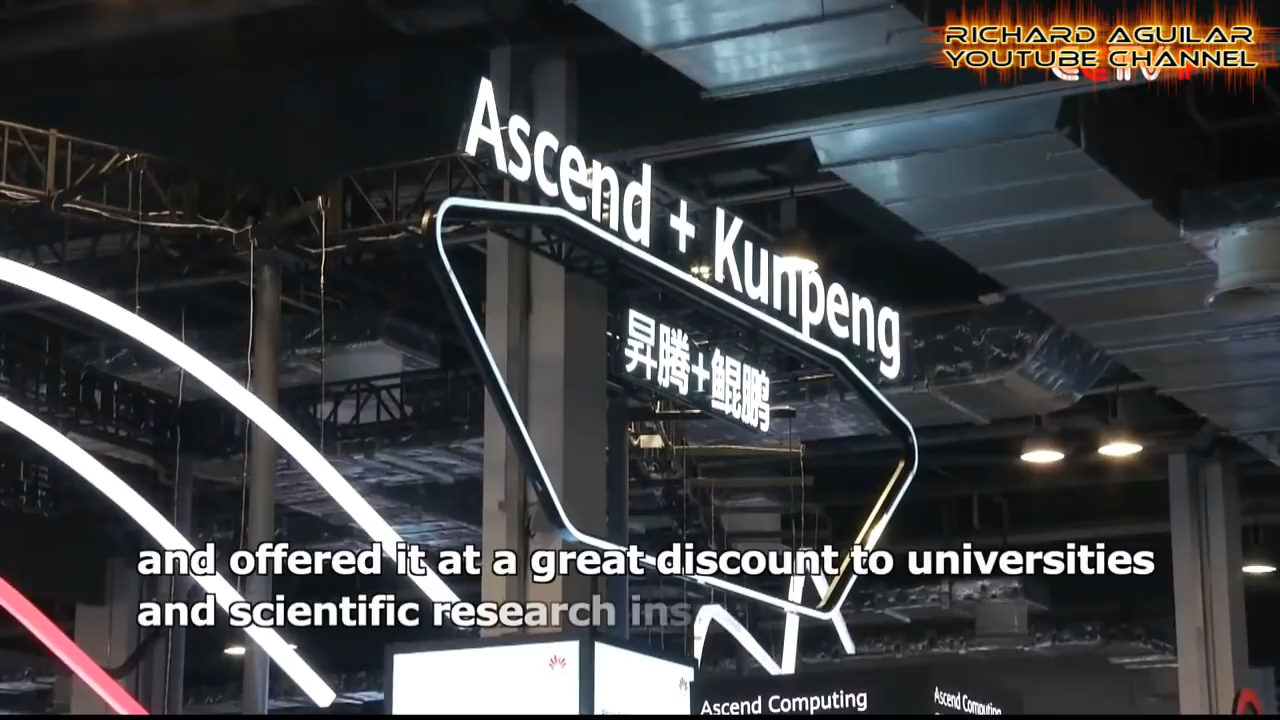 RICHARD AGUILAR
YOUTUBE CHANNEL
Ascend + Kunpeng
昇腾+鲲鹏
and offered it at a great discount to universities
and scientific research ins
Ascend Computing
Ascend Computing